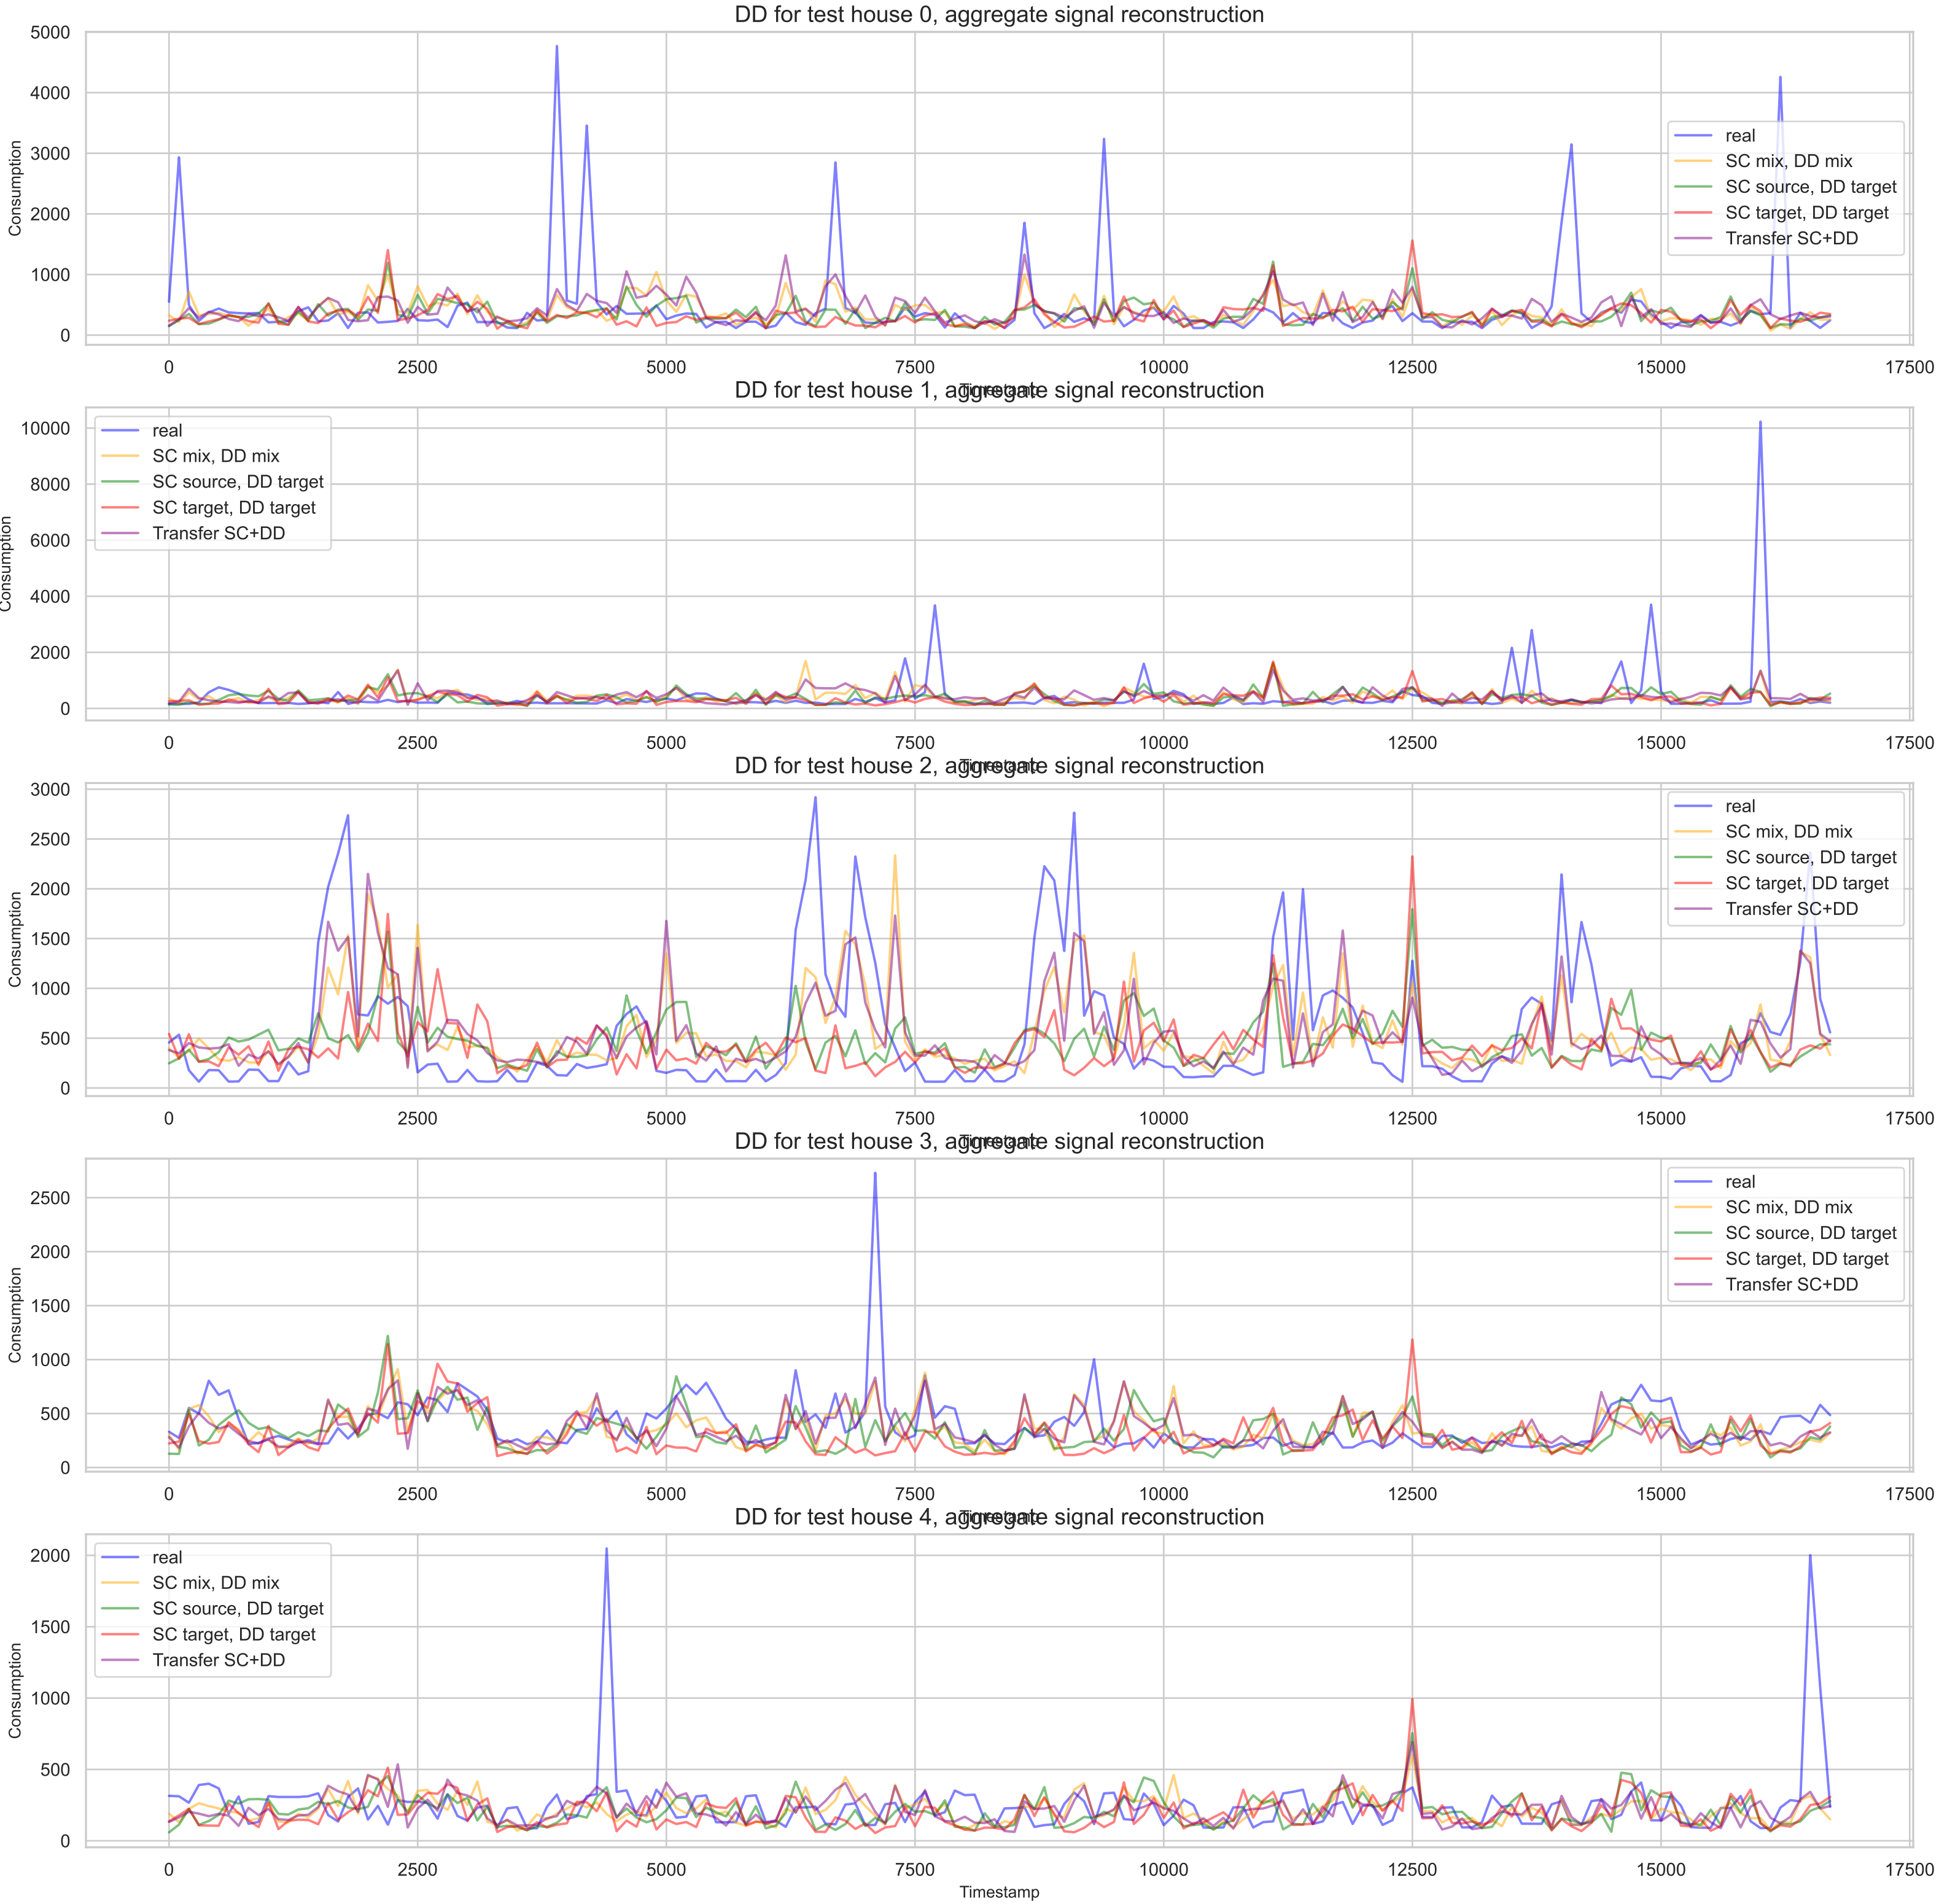 DD for test house 0, aggregate signal reconstruction
5000
4000
3000
2000
1000
0
Consumption
real
SC mix, DD mix
SC source, DD target
SC target, DD target
Transfer SC+DD
0 2500 5000 7500 10000 12500 15000 17500
Timestamp
DD for test house 1, aggregate signal reconstruction
10000
8000
6000
4000
2000
0
Consumption
real
SC mix, DD mix
SC source, DD target
SC target, DD target
Transfer SC+DD
0 2500 5000 7500 10000 12500 15000 17500
Timestamp
DD for test house 2, aggregate signal reconstruction
3000
2500
2000
1500
1000
500
0
Consumption
real
SC mix, DD mix
SC source, DD target
SC target, DD target
Transfer SC+DD
0 2500 5000 7500 10000 12500 15000 17500
Timestamp
DD for test house 3, aggregate signal reconstruction
2500
2000
1500
1000
500
0
Consumption
real
SC mix, DD mix
SC source, DD target
SC target, DD target
Transfer SC+DD
0 2500 5000 7500 10000 12500 15000 17500
Timestamp
DD for test house 4, aggregate signal reconstruction
2000
1500
1000
500
0
Consumption
real
SC mix, DD mix
SC source, DD target
SC target, DD target
Transfer SC+DD
0 2500 5000 7500 10000 12500 15000 17500
Timestamp